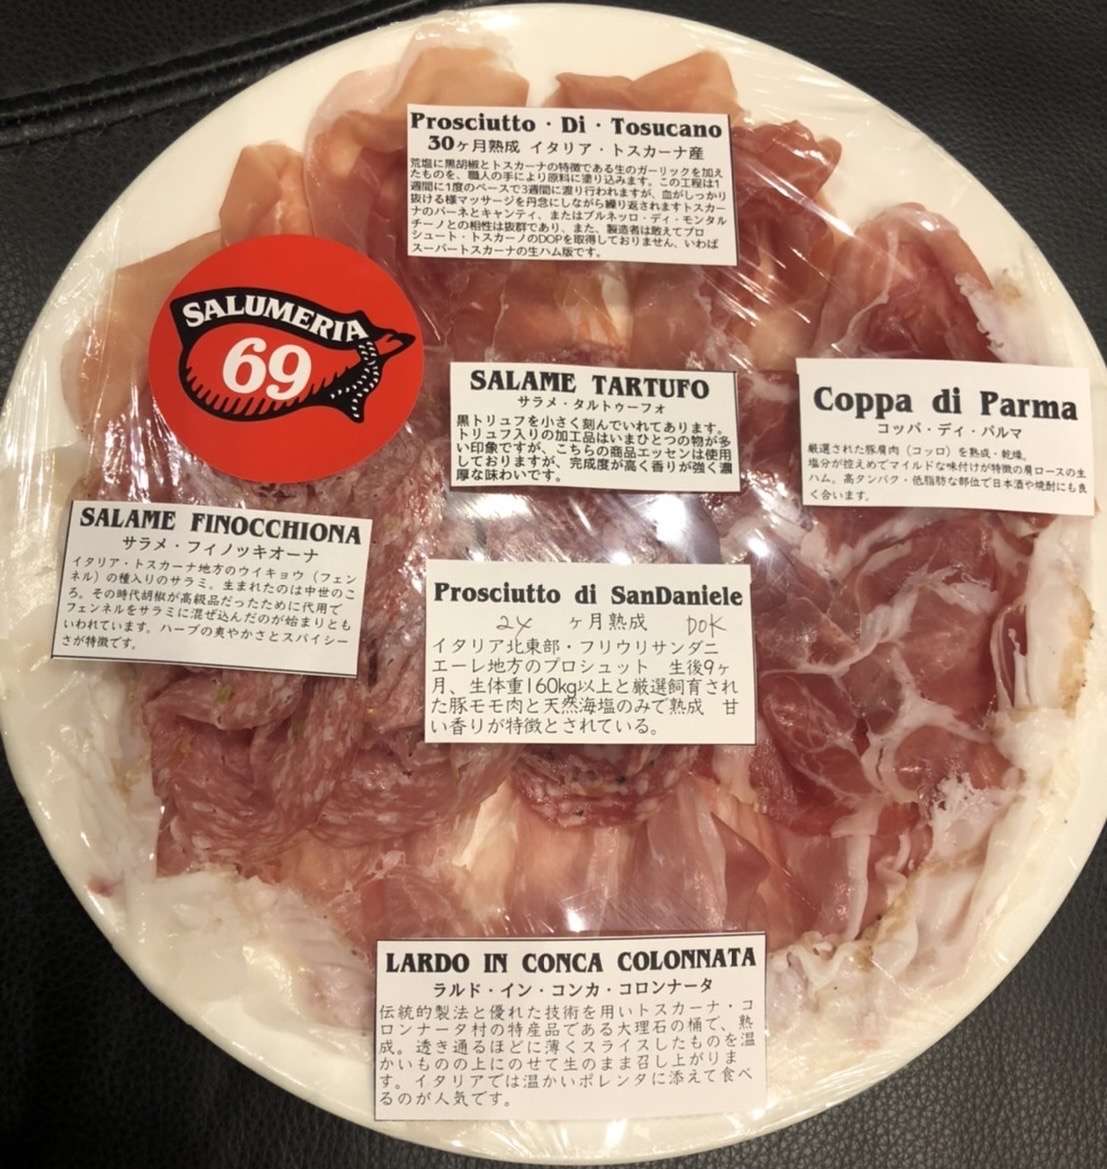 Prosciutto・Di・Tosucano
30ヶ月熟成 イタリア・トスカーナ産
荒塩に黒胡椒とトスカーナの特徴である生のガーリックを加え
たものを、職人の手により原料に塗り込みます。この工程は1
週間に1度のペースで3週間に渡り行われますが、血がしっかり
抜ける様マッサージを丹念にしながら繰り返されますトスカー
ナのパーネとキャンティ、またはブルネッロ・ディ・モンタル
チーノとの相性は抜群であり、また、製造者は敢えてプロ
シュート・トスカーノのDOPを取得しておりません、いわば
スーパートスカーナの生ハム版です。
SALUMERIA
69
SALAME TARTUFO
サラメ・タルトゥーフォ
黒トリュフを小さく刻んでいれてあります。
トリュフ入りの加工品はいまひとつの物が多
い印象ですが、こちらの商品エッセンは使用
しておりますが、完成度が高く香りが強く濃
厚な味わいです。
Coppa di Parma
コッパ・ディ・パルマ
厳選された豚肩肉（コッロ）を熟成・乾燥。
塩分が控えめでマイルドな味付けが特徴の肩ロースの生
ハム。高タンパク・低脂肪な部位で日本酒や焼酎にも良
く合います。
SALAME FINOCCHIONA
サラメ・フィノッキオーナ
イタリア・トスカーナ地方のウイキョウ（フェン
ネル）の種入りのサラミ。生まれたのは中世のこ
ろ。その時代胡椒が高級品だったために代用で
フェンネルをサラミに混ぜ込んだのが始まりとも
いわれています。ハーブの爽やかさとスパイシー
さが特徴です。
Prosciutto di SanDaniele
24 ヶ月熟成 DOK
イタリア北東部・フリウリサンダニ
エーレ地方のプロシュット 生後9ヶ
月、生体重160kg以上と厳選飼育され
た豚モモ肉と天然海塩のみで熟成 甘
い香りが特徴とされている。
LARDO IN CONCA COLONNATA
ラルド・イン・コンカ・コロンナータ
伝統的製法と優れた技術を用いトスカーナ・コ
ロンナータ村の特産品である大理石の桶で、熟
成。透き通るほどに薄くスライスしたものを温
かいものの上にのせて生のまま召し上がりま
す。イタリアでは温かいポレンタに添えて食べ
るのが人気です。